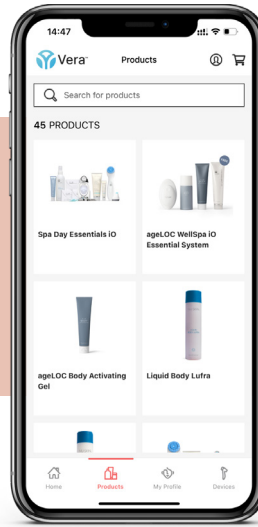 14:47
Vera
Products
Search for products
45 PRODUCTS
Spa Day Essentials iO
ageLOC WellSpa iO
Essential System
ageLOC Body Activating
Gel
Liquid Body Lufra
Home
Products
My Profile
Devices